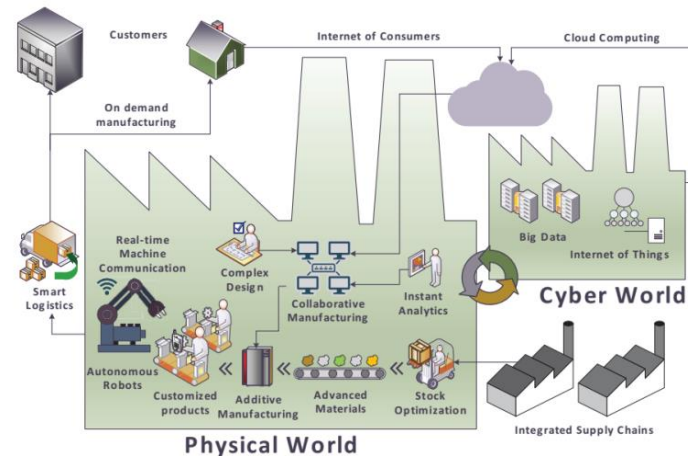 Customers
Internet of Consumers
Cloud Computing
On demand
manufacturing
Big Data
Internet of Things
Cyber World
Real-time
Machine
Communication
Complex
Design
Collaborative
Manufacturing
Instant
Analytics
Smart
Logistics
Autonomous
Robots
Customized
products
Additive
Manufacturing
Advanced
Materials
Stock
Optimization
Integrated Supply Chains
Physical World